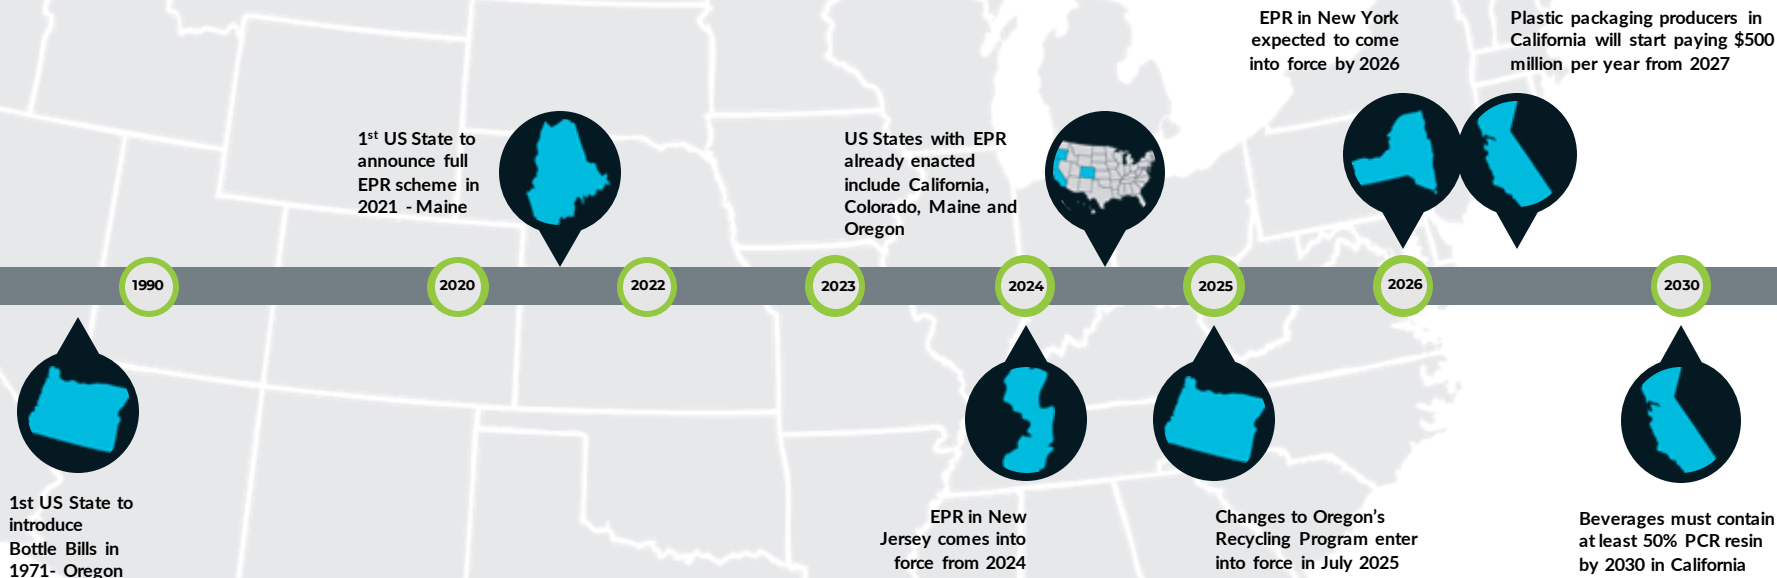 EPR in New York
expected to come
into force by 2026
Plastic packaging producers in
California will start paying $500
million per year from 2027
1st US State to
announce full
EPR scheme in
2021 - Maine
US States with EPR
already enacted
include California,
Colorado, Maine and
Oregon
1990
2020
2022
2023
2024
2025
2026
2030
1st US State to
introduce
Bottle Bills in
1971- Oregon
EPR in New
Jersey comes into
force from 2024
Changes to Oregon’s
Recycling Program enter
into force in July 2025
Beverages must contain
at least 50% PCR resin
by 2030 in California